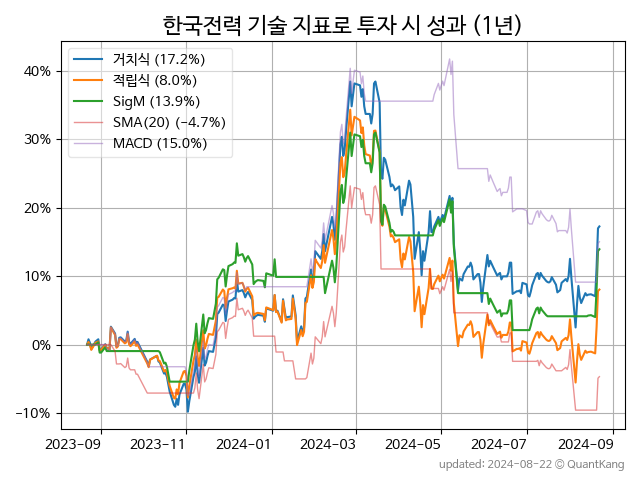 한국전력 기술 지표로 투자 시 성과 (1년)
거치식 (17.2%)
적립식 (8.0%)
SigM (13.9%)
SMA(20) (−4.7%)
MACD (15.0%)
40%
30%
20%
10%
0%
−10%
2023-09 2023-11 2024-01 2024-03 2024-05 2024-07 2024-09
updated: 2024-08-22 © QuantKang